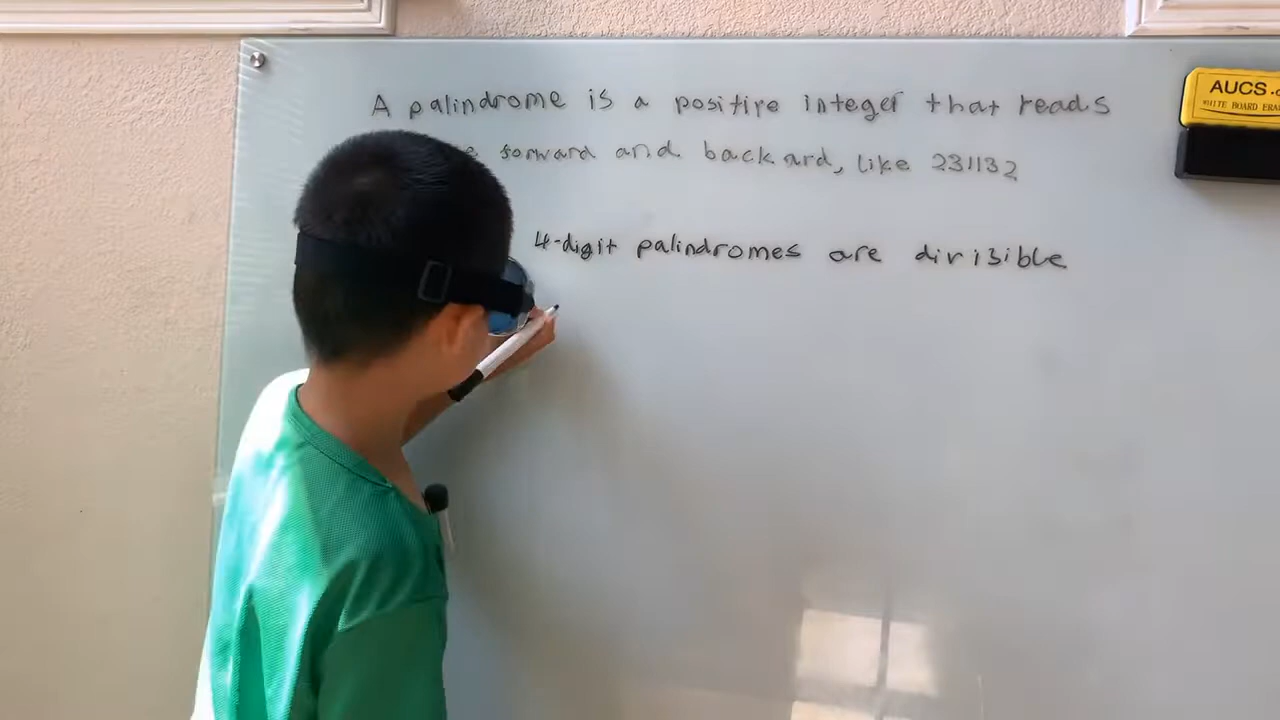 A palindrome is a positive integer that reads
forward and backard, like 231132
4-digit palindromes are divisible
AUCS
WHITE BOARD